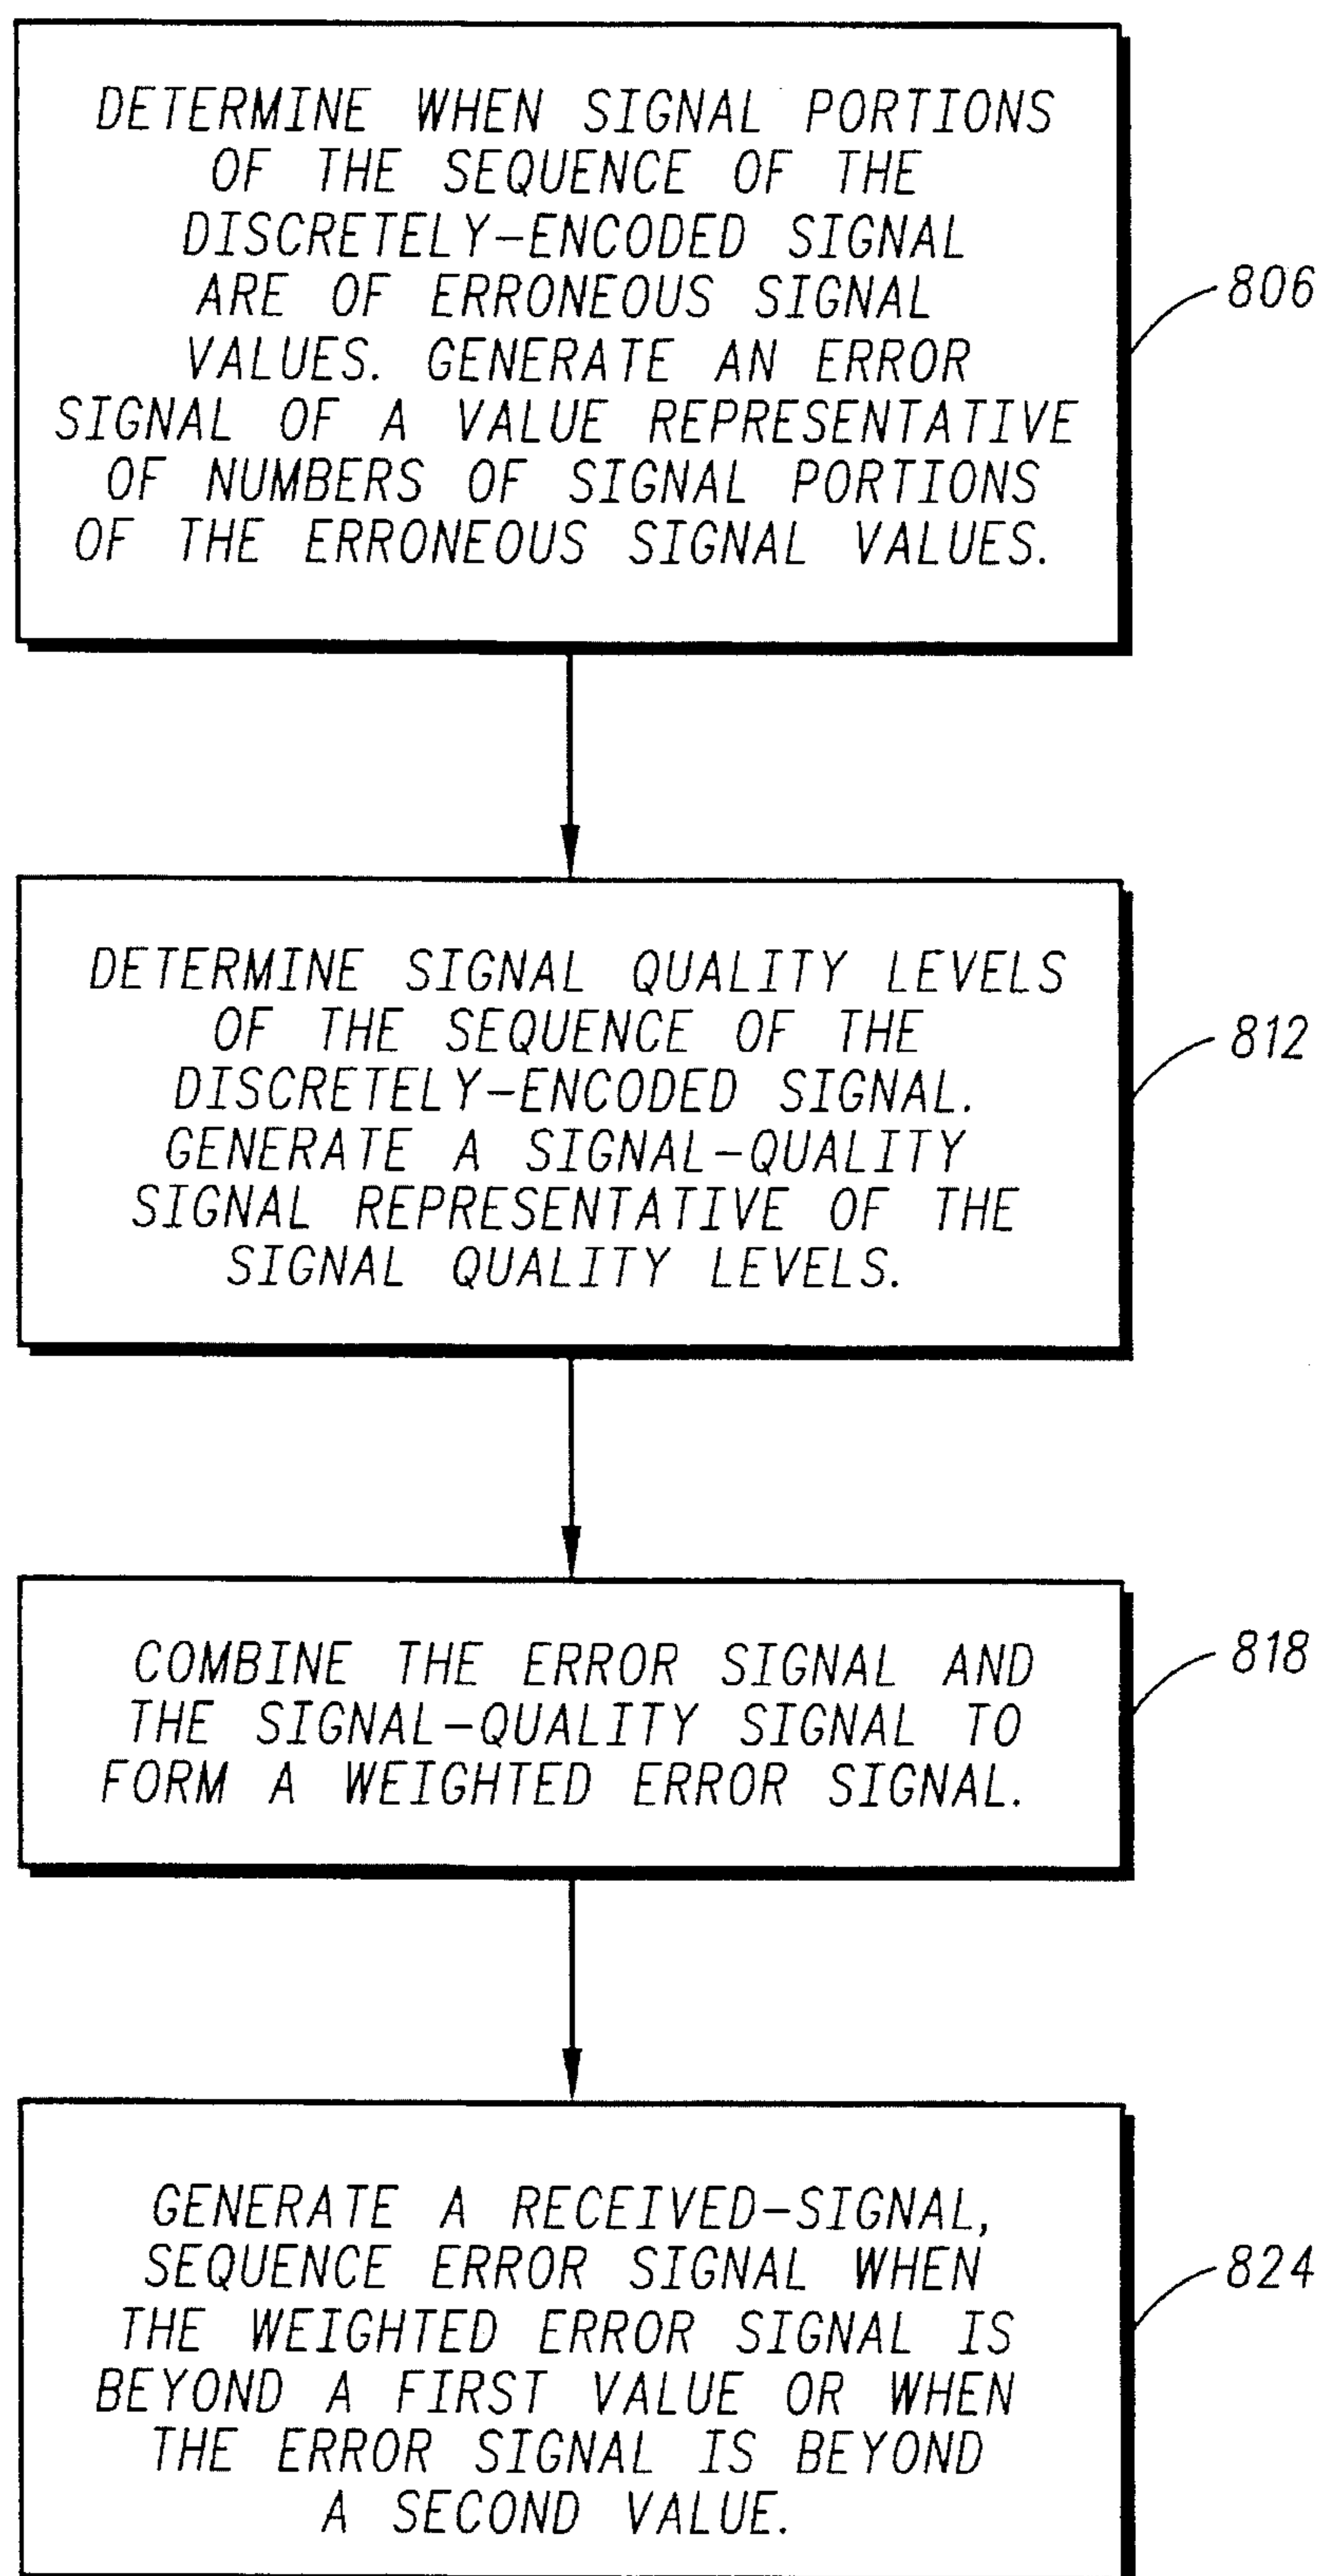 DETERMINE WHEN SIGNAL PORTIONS
OF THE SEQUENCE OF THE
DISCRETELY-ENCODED SIGNAL
ARE OF ERRONEOUS SIGNAL
VALUES. GENERATE AN ERROR
SIGNAL OF A VALUE REPRESENTATIVE
OF NUMBERS OF SIGNAL PORTIONS
OF THE ERRONEOUS SIGNAL VALUES.
806
DETERMINE SIGNAL QUALITY LEVELS
OF THE SEQUENCE OF THE
DISCRETELY-ENCODED SIGNAL.
GENERATE A SIGNAL-QUALITY
SIGNAL REPRESENTATIVE OF THE
SIGNAL QUALITY LEVELS.
812
COMBINE THE ERROR SIGNAL AND
THE SIGNAL-QUALITY SIGNAL TO
FORM A WEIGHTED ERROR SIGNAL.
818
GENERATE A RECEIVED-SIGNAL,
SEQUENCE ERROR SIGNAL WHEN
THE WEIGHTED ERROR SIGNAL IS
BEYOND A FIRST VALUE OR WHEN
THE ERROR SIGNAL IS BEYOND
A SECOND VALUE.
824